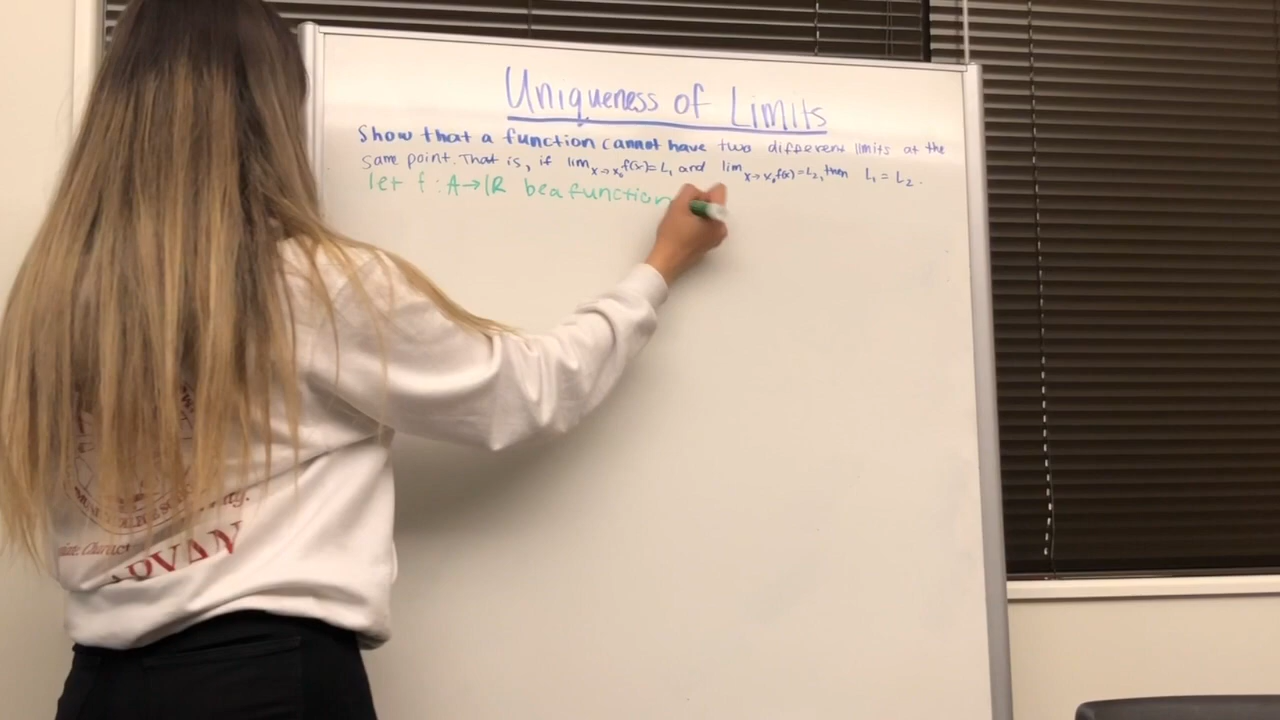 Uniqueness of Limits
Show that a function cannot have two different limits at the
same point. That is, if lim x→x₀ f(x)=L₁ and lim x→x₀ f(x)=L₂, then L₁ = L₂.
let f: A→ℝ be a function